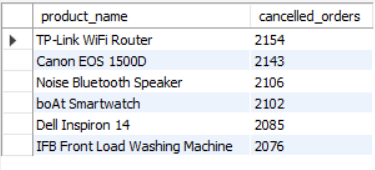 product_name cancelled_orders
TP-Link WiFi Router 2154
Canon EOS 1500D 2143
Noise Bluetooth Speaker 2106
boAt Smartwatch 2102
Dell Inspiron 14 2085
IFB Front Load Washing Machine 2076